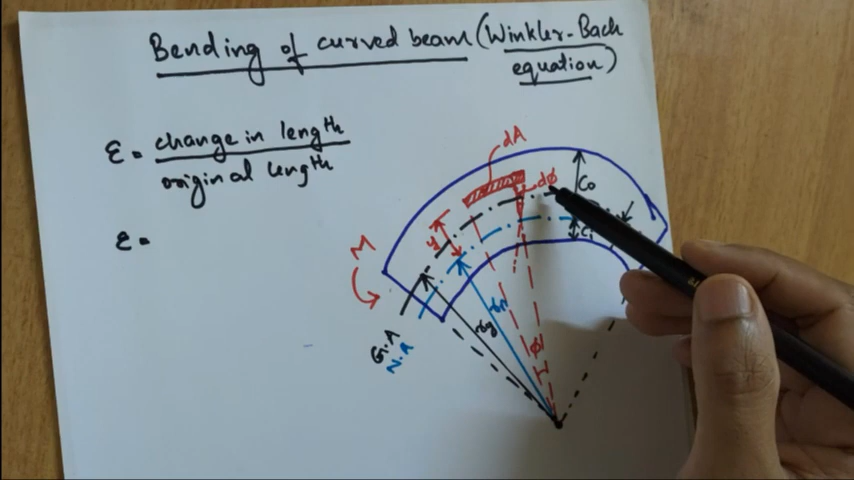 Bending of curved beam (Winkler-Bach
equation)
ε = change in length
original length
ε =
dA
dφ
Co
Ci
y
M
rn
rg
φ
G.A
N.A